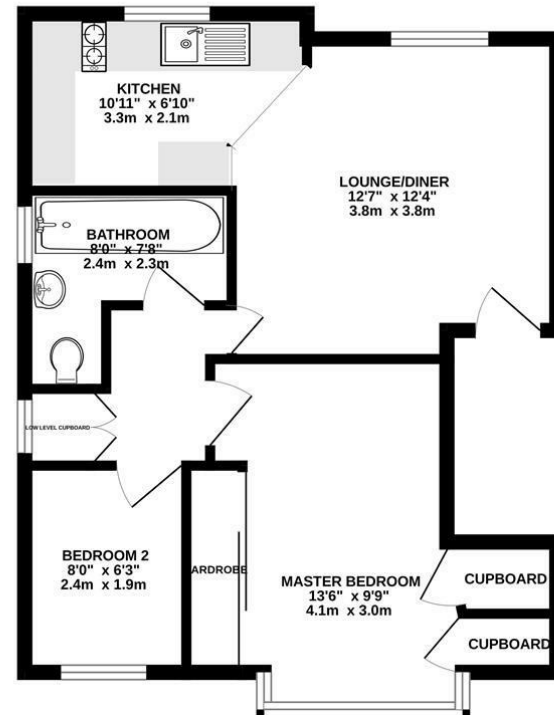 KITCHEN
10'11" x 6'10"
3.3m x 2.1m
LOUNGE/DINER
12'7" x 12'4"
3.8m x 3.8m
BATHROOM
8'0" x 7'8"
2.4m x 2.3m
LOW LEVEL CUPBOARD
BEDROOM 2
8'0" x 6'3"
2.4m x 1.9m
ARDROBE
MASTER BEDROOM
13'6" x 9'9"
4.1m x 3.0m
CUPBOARD
CUPBOARD